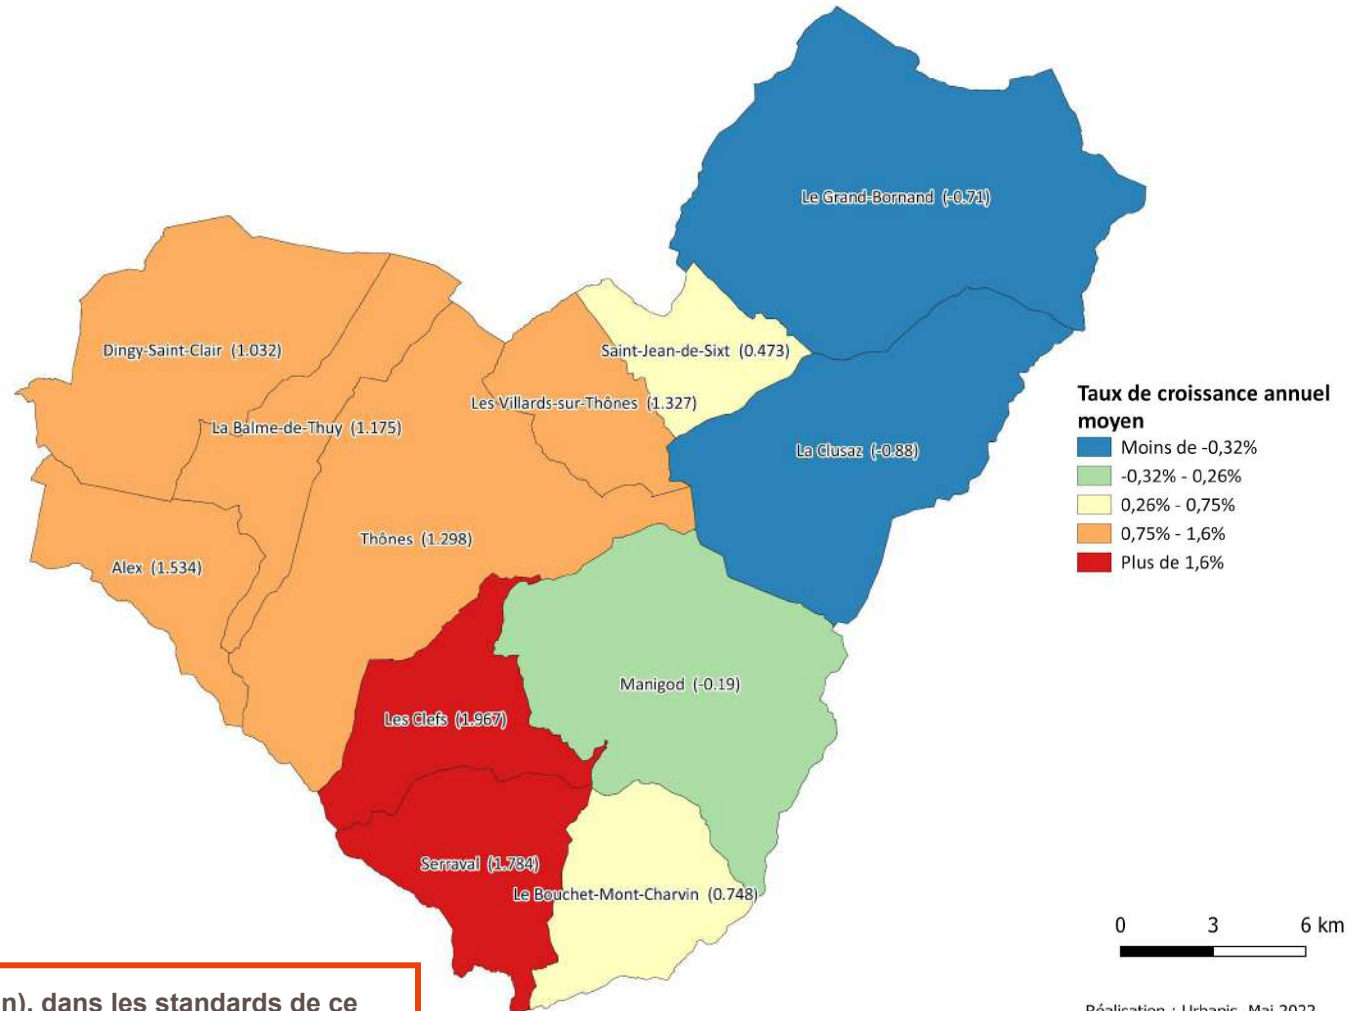 Le Grand-Bornand (-0.71)
Dingy-Saint-Clair (1.032)
Saint-Jean-de-Sixt (0.473)
Les Villards-sur-Thônes (1.327)
La Balme-de-Thuy (1.175)
La Clusaz (-0.88)
Thônes (1.298)
Alex (1.534)
Manigod (-0.19)
Les Clefs (1.967)
Serraval (1.784)
Le Bouchet-Mont-Charvin (0.748)
Taux de croissance annuel
moyen
Moins de -0,32%
-0,32% - 0,26%
0,26% - 0,75%
0,75% - 1,6%
Plus de 1,6%
0 3 6 km
Réalisation : Urbanis, Mai 2022
n), dans les standards de ce